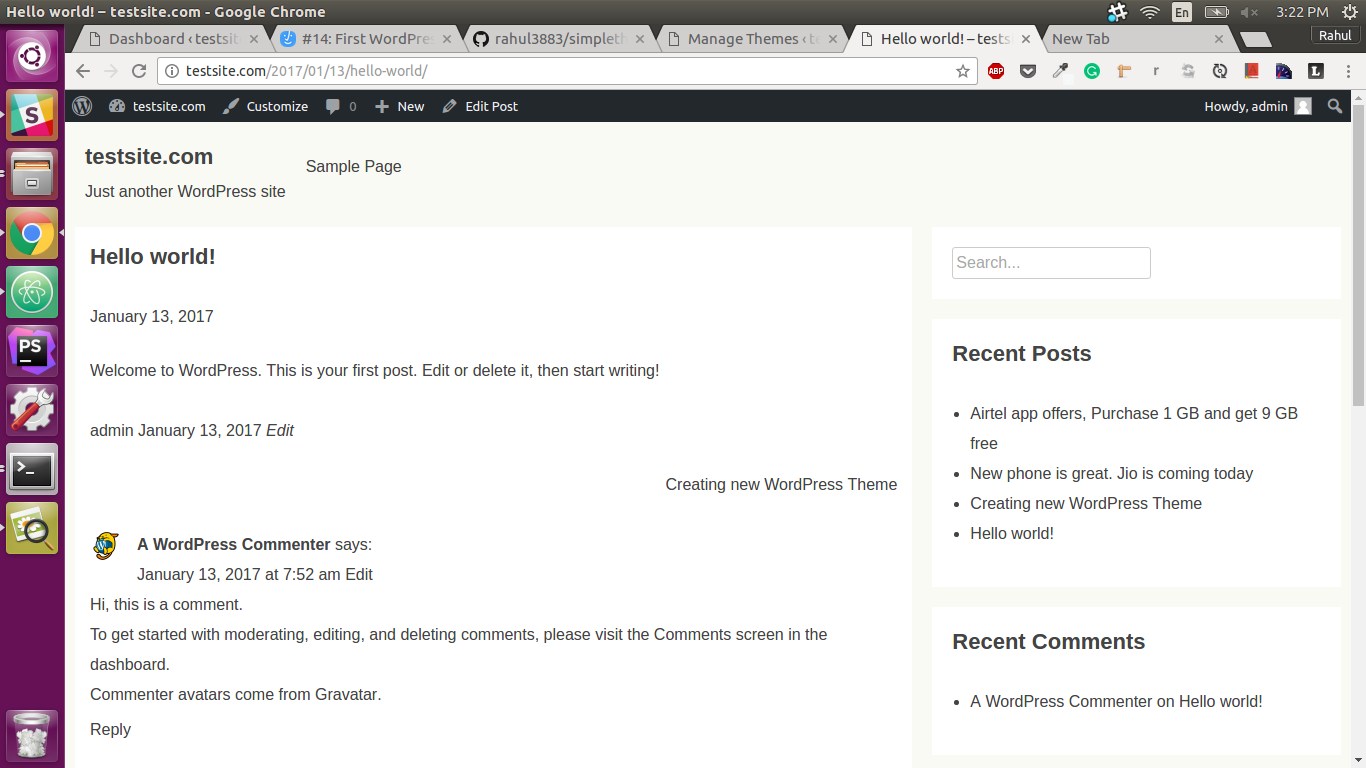 Hello world! – testsite.com - Google Chrome
En
3:22 PM
Dashboard ‹ testsite
#14: First WordPres
rahul3883/simpleth
Manage Themes ‹ te
Hello world! – tests
New Tab
Rahul
testsite.com/2017/01/13/hello-world/
ABP
r
L
testsite.com
Customize
0
New
Edit Post
Howdy, admin
testsite.com
Sample Page
Just another WordPress site
Hello world!
January 13, 2017
Welcome to WordPress. This is your first post. Edit or delete it, then start writing!
admin January 13, 2017 Edit
Creating new WordPress Theme
A WordPress Commenter says:
January 13, 2017 at 7:52 am Edit
Hi, this is a comment.
To get started with moderating, editing, and deleting comments, please visit the Comments screen in the
dashboard.
Commenter avatars come from Gravatar.
Reply
Search...
Recent Posts
Airtel app offers, Purchase 1 GB and get 9 GB
free
New phone is great. Jio is coming today
Creating new WordPress Theme
Hello world!
Recent Comments
A WordPress Commenter on Hello world!
S
PS
>_